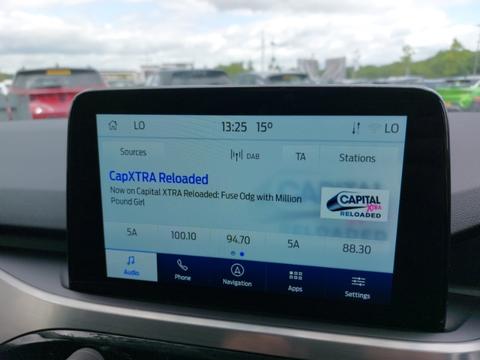 LO 13:25 15° LO
Sources DAB TA Stations
CapXTRA Reloaded
Now on Capital XTRA Reloaded: Fuse Odg with Million
Pound Girl
CAPITAL
XTRA
RELOADED
5A 100.10 94.70 5A 88.30
Audio Phone Navigation Apps Settings